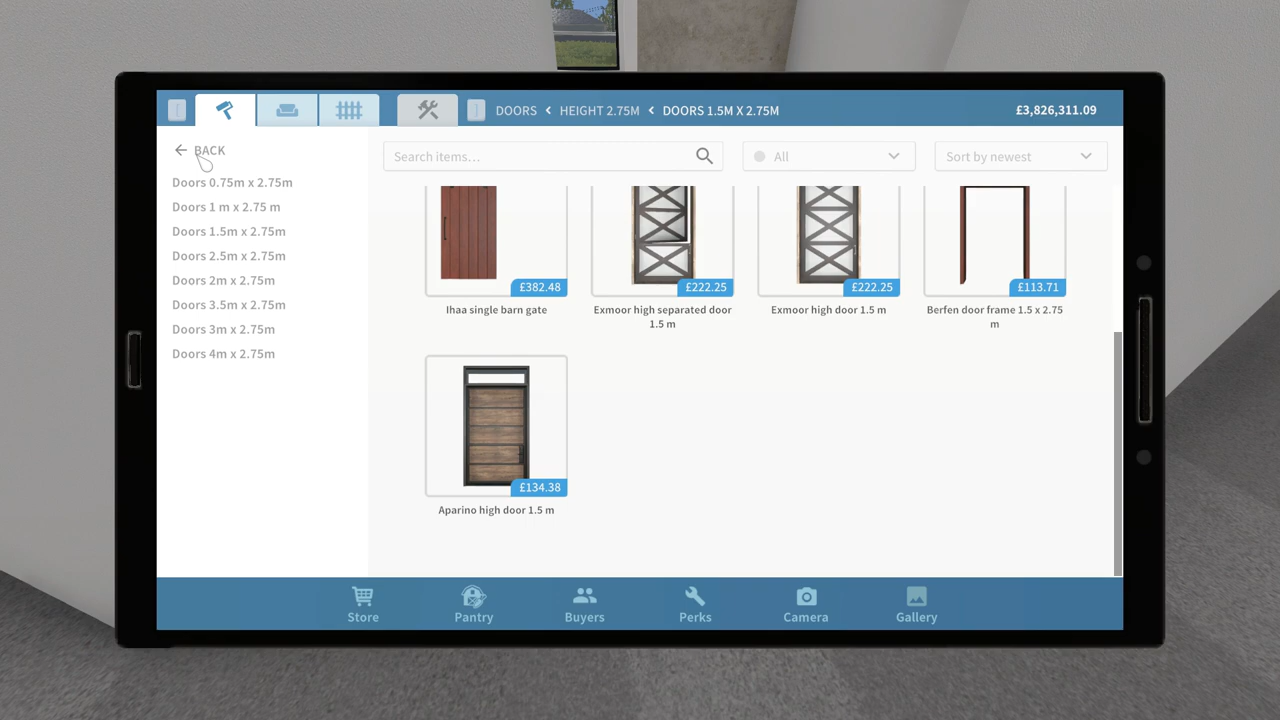 DOORS < HEIGHT 2.75M < DOORS 1.5M X 2.75M
£3,826,311.09
BACK
Doors 0.75m x 2.75m
Doors 1 m x 2.75 m
Doors 1.5m x 2.75m
Doors 2.5m x 2.75m
Doors 2m x 2.75m
Doors 3.5m x 2.75m
Doors 3m x 2.75m
Doors 4m x 2.75m
Search items...
All
Sort by newest
£382.48
Ihaa single barn gate
£222.25
Exmoor high separated door
1.5 m
£222.25
Exmoor high door 1.5 m
£113.71
Berfen door frame 1.5 x 2.75
m
£134.38
Aparino high door 1.5 m
Store
Pantry
Buyers
Perks
Camera
Gallery